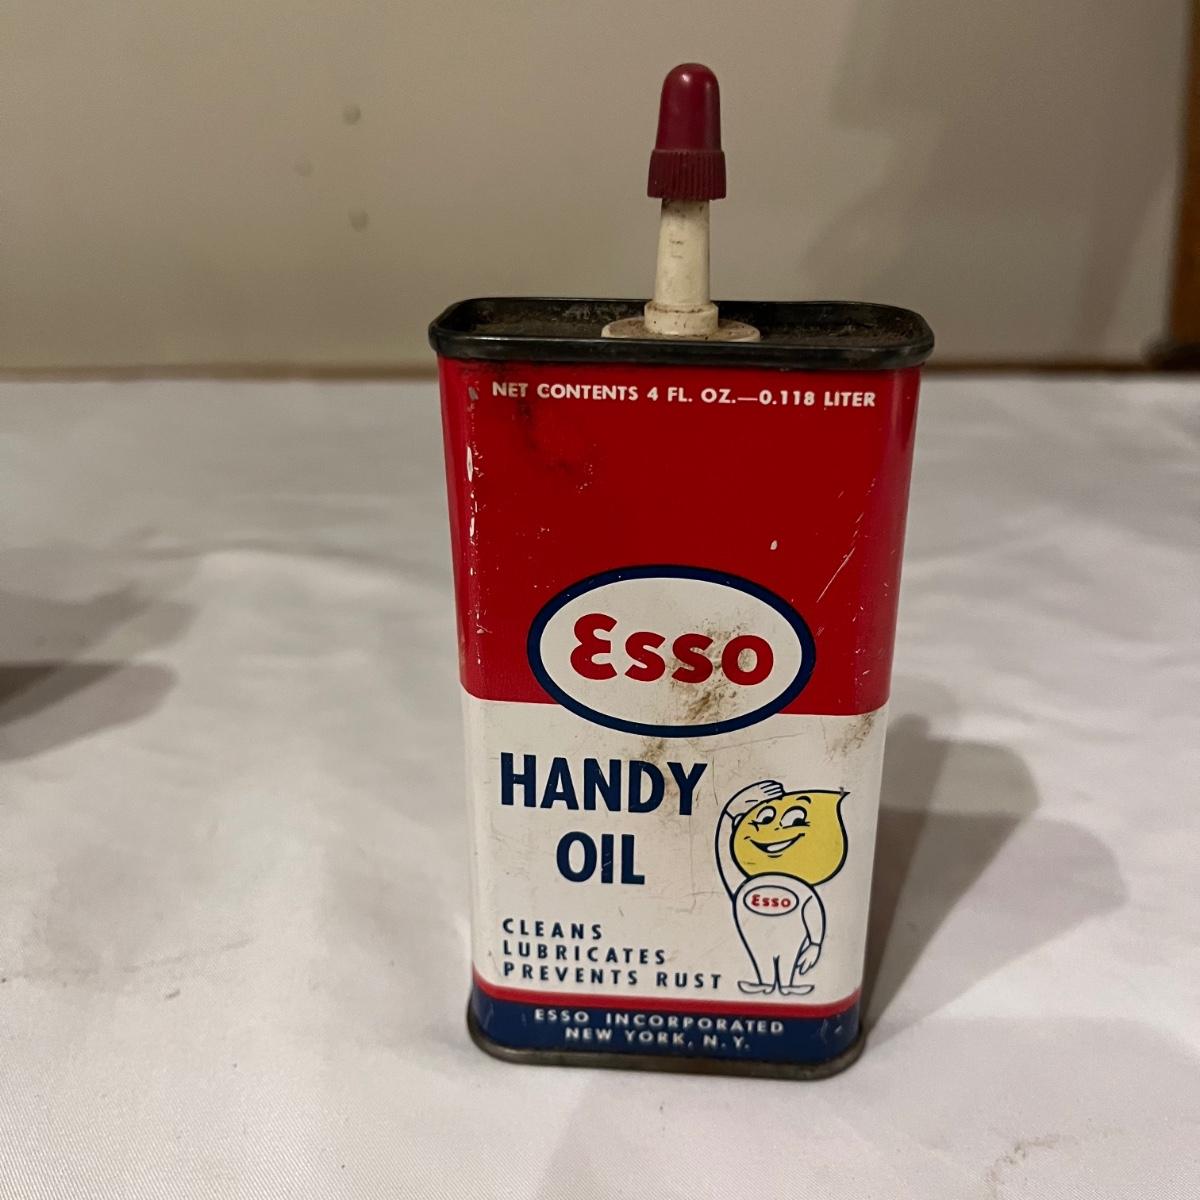 NET CONTENTS 4 FL. OZ.—0.118 LITER
Esso
HANDY
OIL
Esso
CLEANS
LUBRICATES
PREVENTS RUST
ESSO INCORPORATED
NEW YORK, N.Y.